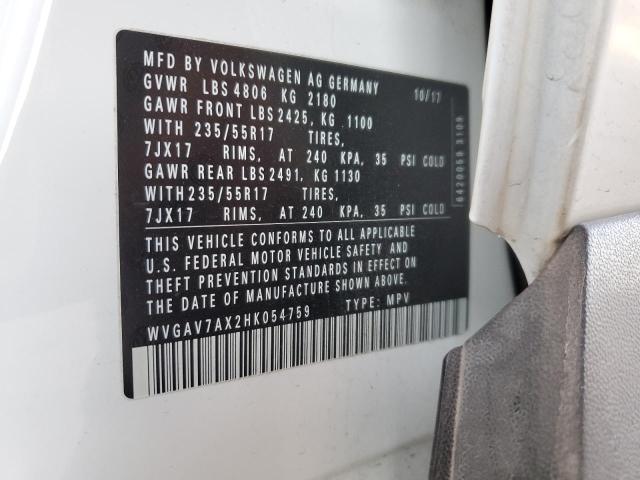 MFD BY VOLKSWAGEN AG GERMANY
GVWR LBS 4806 KG 2180 10/17
GAWR FRONT LBS 2425, KG 1100
WITH 235/55R17 TIRES,
7JX17 RIMS, AT 240 KPA, 35 PSI COLD
GAWR REAR LBS 2491, KG 1130
WITH 235/55R17 TIRES,
7JX17 RIMS, AT 240 KPA, 35 PSI COLD
THIS VEHICLE CONFORMS TO ALL APPLICABLE
U.S. FEDERAL MOTOR VEHICLE SAFETY AND
THEFT PREVENTION STANDARDS IN EFFECT ON
THE DATE OF MANUFACTURE SHOWN ABOVE.
WVGAV7AX2HK054759 TYPE: MPV
6420059 3109